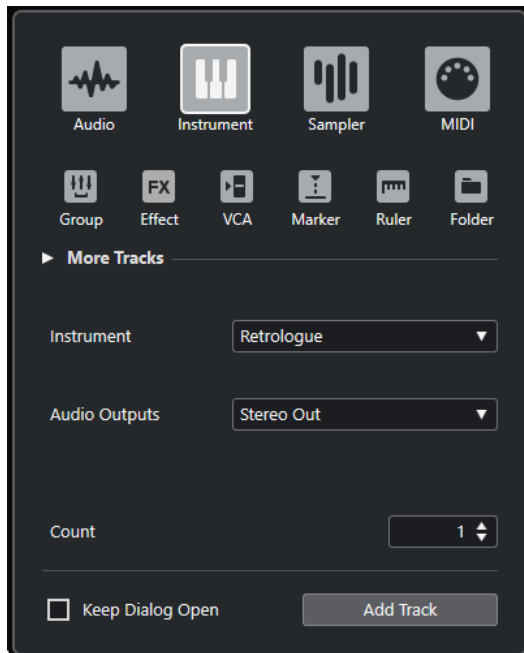 Audio Instrument Sampler MIDI
FX
Group Effect VCA Marker Ruler Folder
More Tracks
Instrument Retrologue
Audio Outputs Stereo Out
Count 1
Keep Dialog Open Add Track